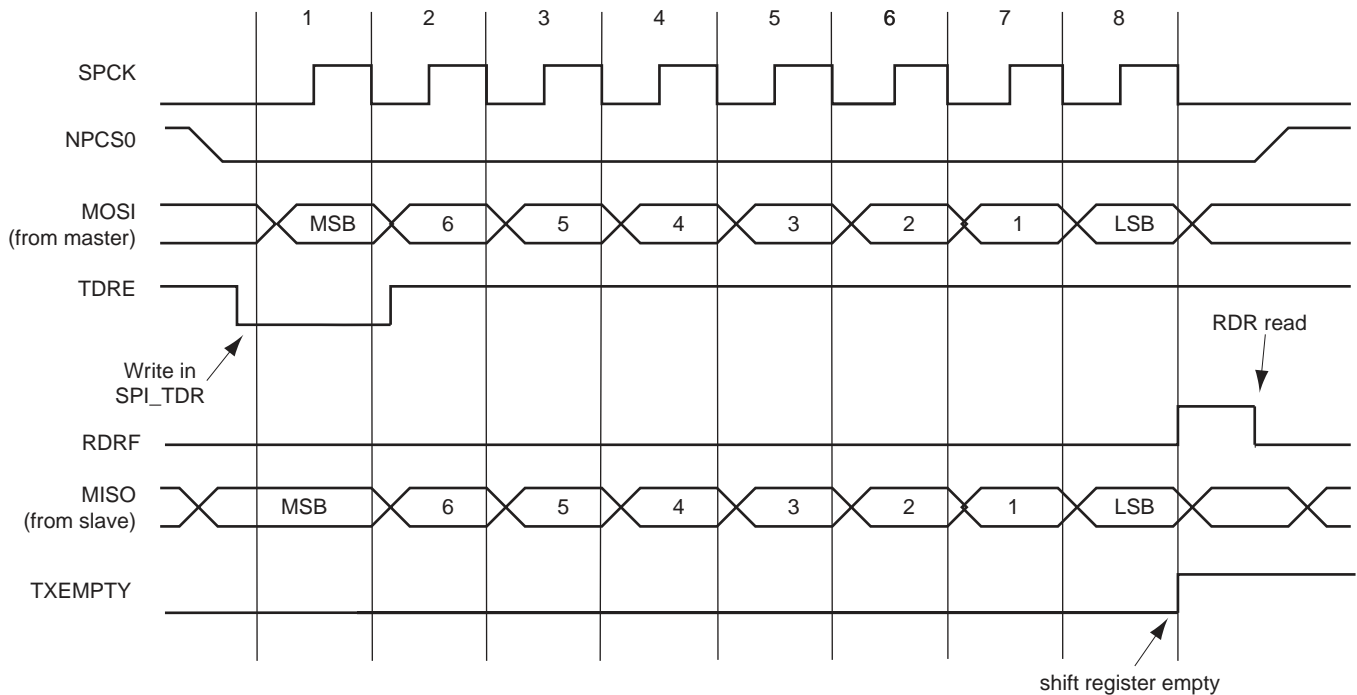 1 2 3 4 5 6 7 8
SPCK
NPCS0
MOSI
(from master)
MSB 6 5 4 3 2 1 LSB
TDRE
RDR read
Write in
SPI_TDR
RDRF
MISO
(from slave)
MSB 6 5 4 3 2 1 LSB
TXEMPTY
shift register empty